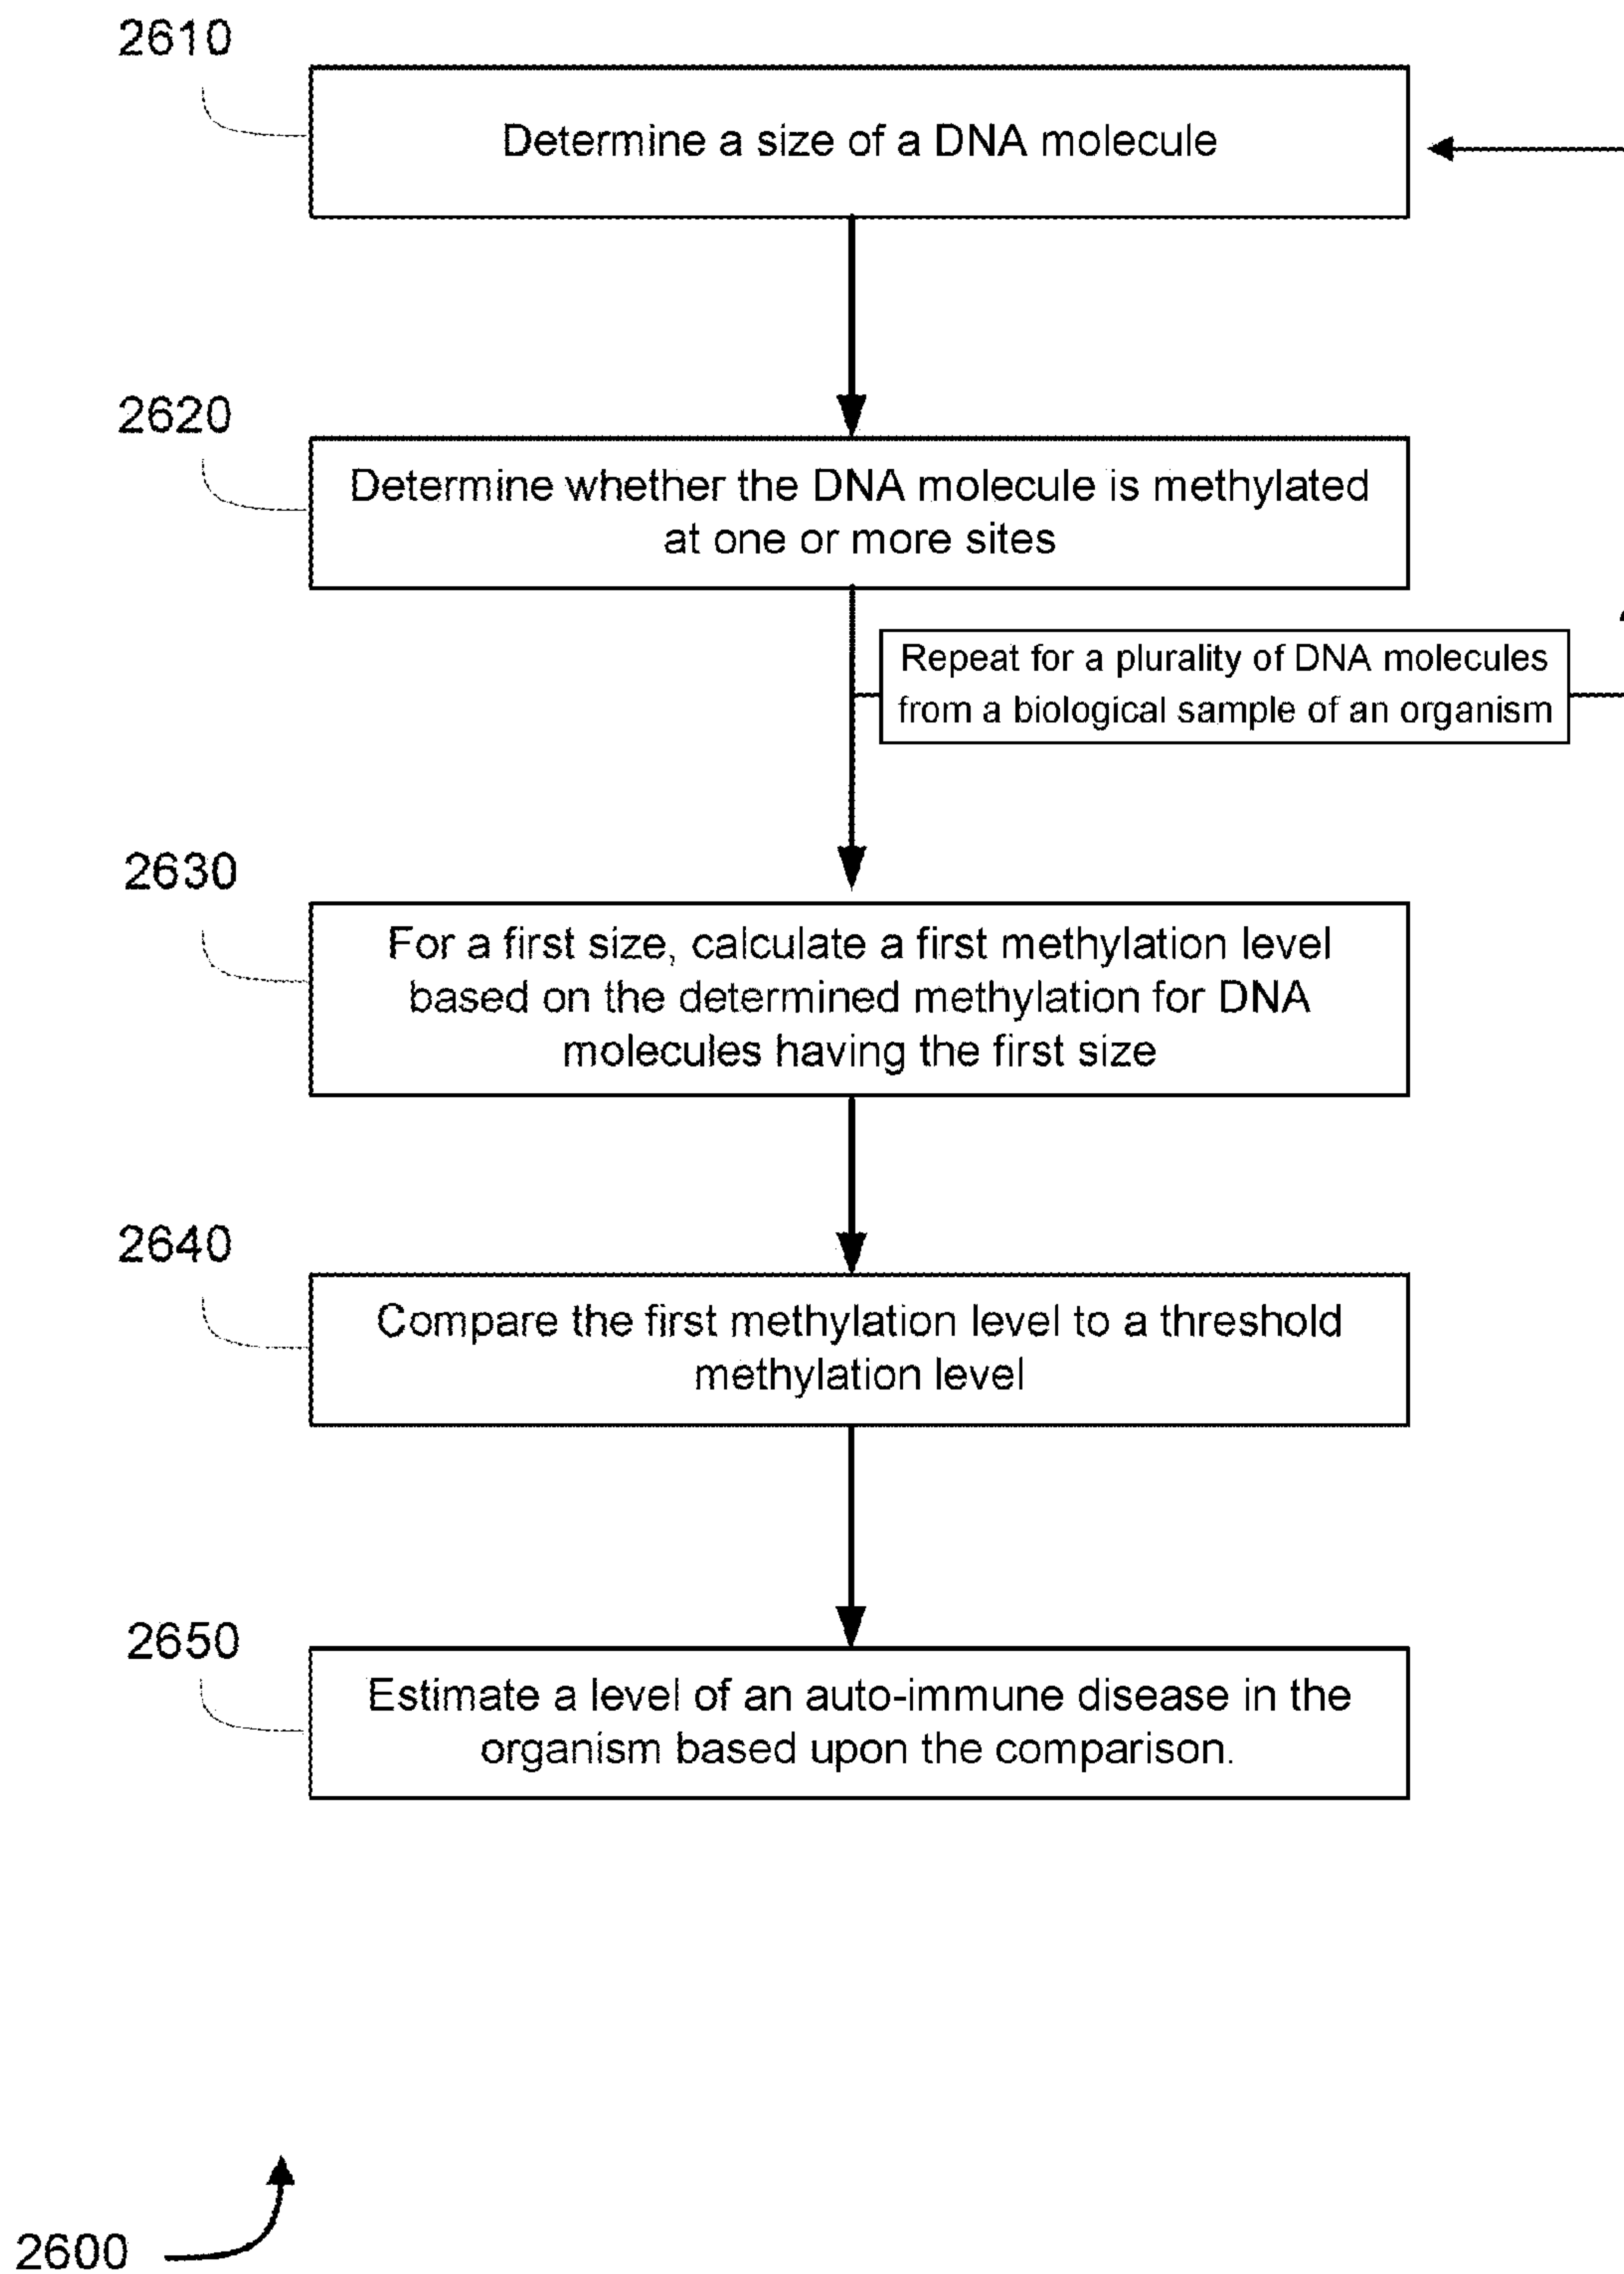 2610
Determine a size of a DNA molecule
2620
Determine whether the DNA molecule is methylated
at one or more sites
Repeat for a plurality of DNA molecules
from a biological sample of an organism
2630
For a first size, calculate a first methylation level
based on the determined methylation for DNA
molecules having the first size
2640
Compare the first methylation level to a threshold
methylation level
2650
Estimate a level of an auto-immune disease in the
organism based upon the comparison.
2600